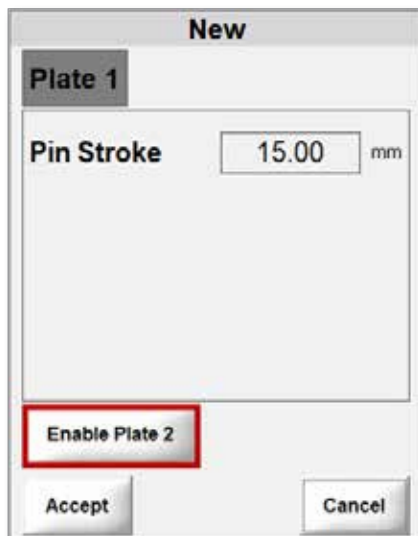 New
Plate 1
Pin Stroke 15.00 mm
Enable Plate 2
Accept Cancel